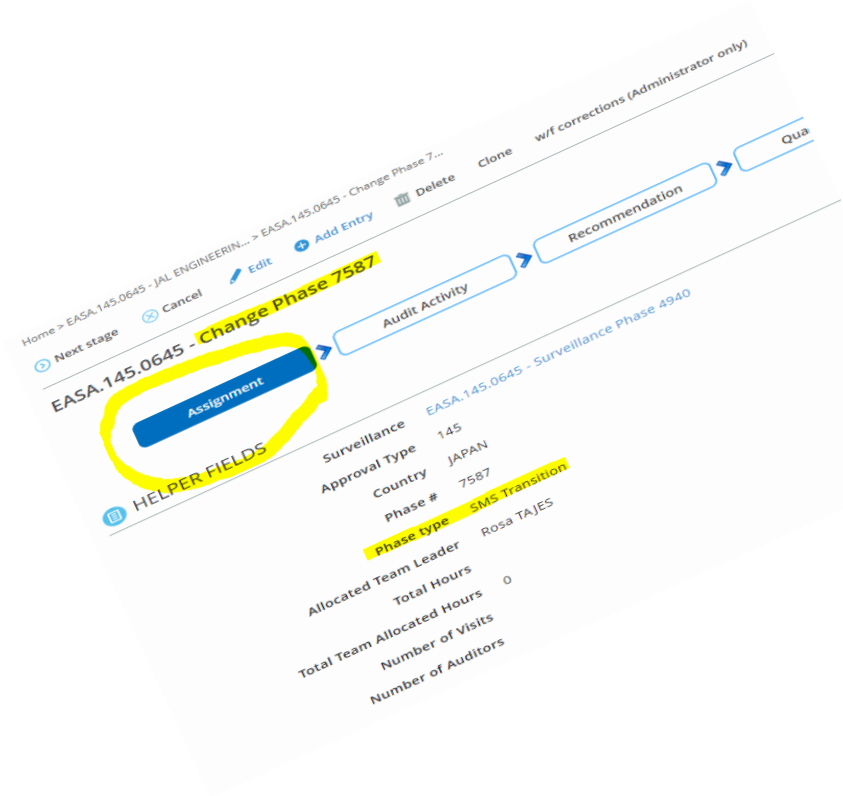 Home > EASA.145.0645 - JAL ENGINEERIN... > EASA.145.0645 - Change Phase 7...
Next stage Cancel Edit Add Entry Delete Clone w/f corrections (Administrator only)
EASA.145.0645 - Change Phase 7587
Assignment Audit Activity Recommendation Qua
HELPER FIELDS
Surveillance EASA.145.0645 - Surveillance Phase 4940
Approval Type 145
Country JAPAN
Phase # 7587
Phase type SMS Transition
Allocated Team Leader Rosa TAJES
Total Hours
Total Team Allocated Hours 0
Number of Visits
Number of Auditors